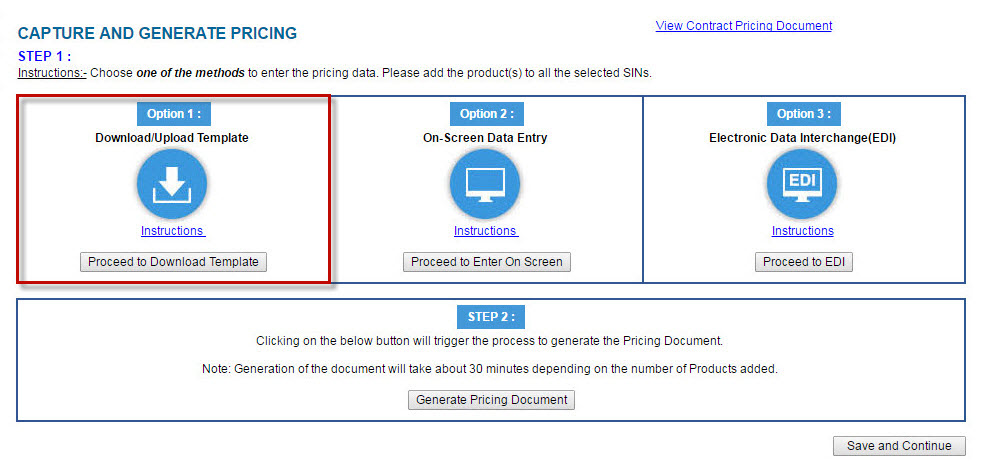 View Contract Pricing Document
CAPTURE AND GENERATE PRICING
STEP 1 :
Instructions:- Choose one of the methods to enter the pricing data. Please add the product(s) to all the selected SINs.
Option 1 :
Download/Upload Template
Instructions
Proceed to Download Template
Option 2 :
On-Screen Data Entry
Instructions
Proceed to Enter On Screen
Option 3 :
Electronic Data Interchange(EDI)
EDI
Instructions
Proceed to EDI
STEP 2 :
Clicking on the below button will trigger the process to generate the Pricing Document.
Note: Generation of the document will take about 30 minutes depending on the number of Products added.
Generate Pricing Document
Save and Continue